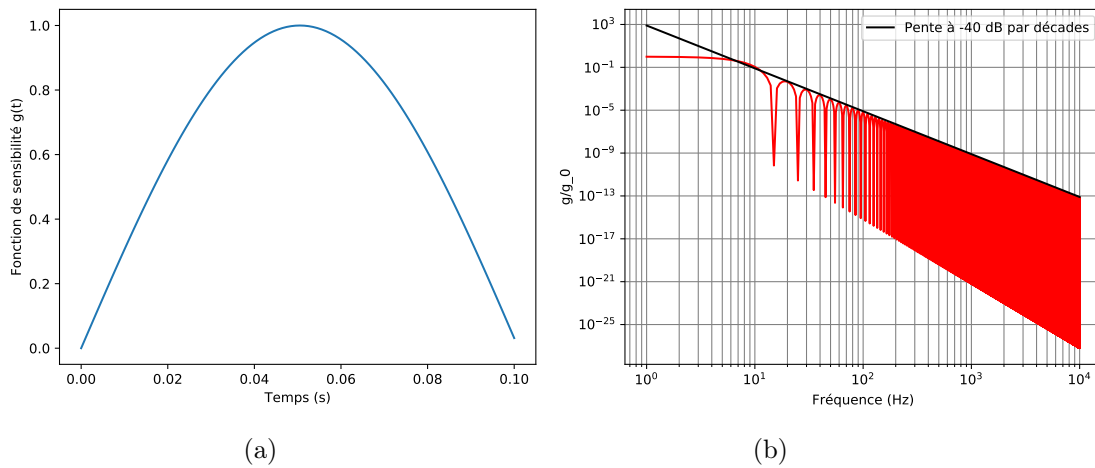 Fonction de sensibilité g(t)
1.0
0.8
0.6
0.4
0.2
0.0
0.00 0.02 0.04 0.06 0.08 0.10
Temps (s)
(a)
g/g_0
10^3
10^-1
10^-5
10^-9
10^-13
10^-17
10^-21
10^-25
Pente à -40 dB par décades
10^0 10^1 10^2 10^3 10^4
Fréquence (Hz)
(b)